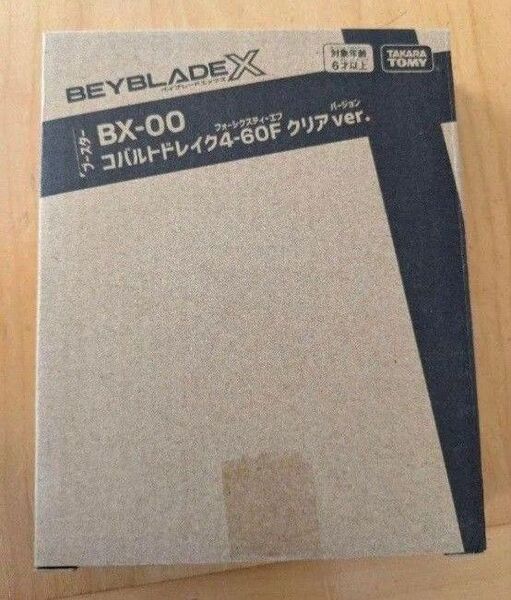 BEYBLADE X
ベイブレードエックス
対象年齢
6才以上
TAKARA
TOMY
ブースター
BX-00
フォーシックスティーエフ
バージョン
コバルトドレイク4-60F クリアver.